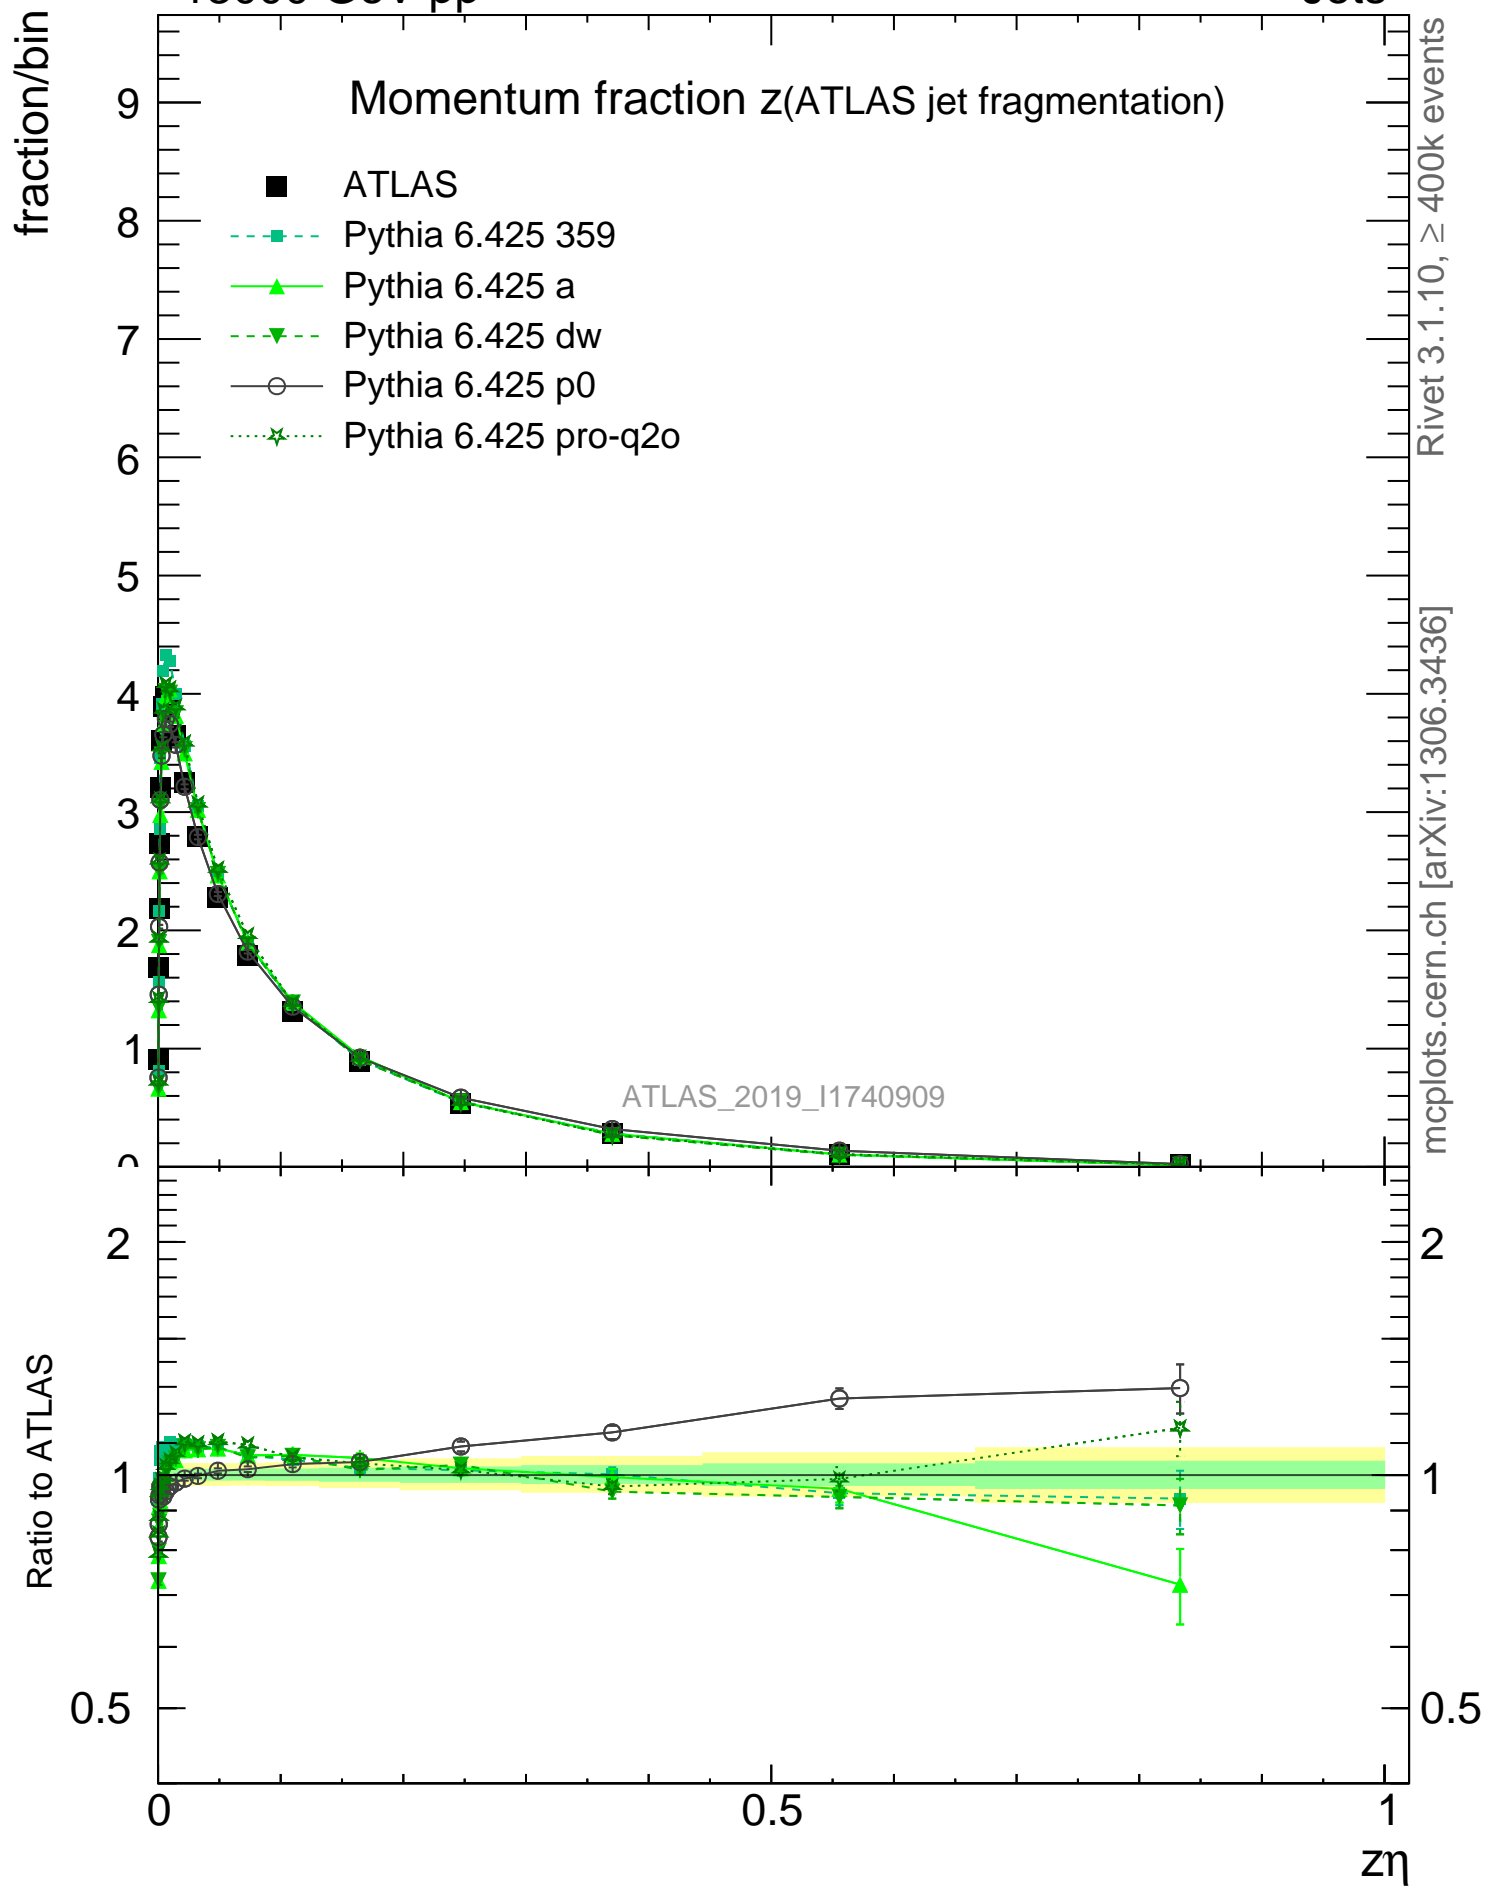 fraction/bin
Momentum fraction z(ATLAS jet fragmentation)
ATLAS
Pythia 6.425 359
Pythia 6.425 a
Pythia 6.425 dw
Pythia 6.425 p0
Pythia 6.425 pro-q2o
9
8
7
6
5
4
3
2
1
0
ATLAS_2019_I1740909
Rivet 3.1.10, ≥ 400k events
mcplots.cern.ch [arXiv:1306.3436]
Ratio to ATLAS
2
1
0.5
2
1
0.5
0
0.5
1
zη